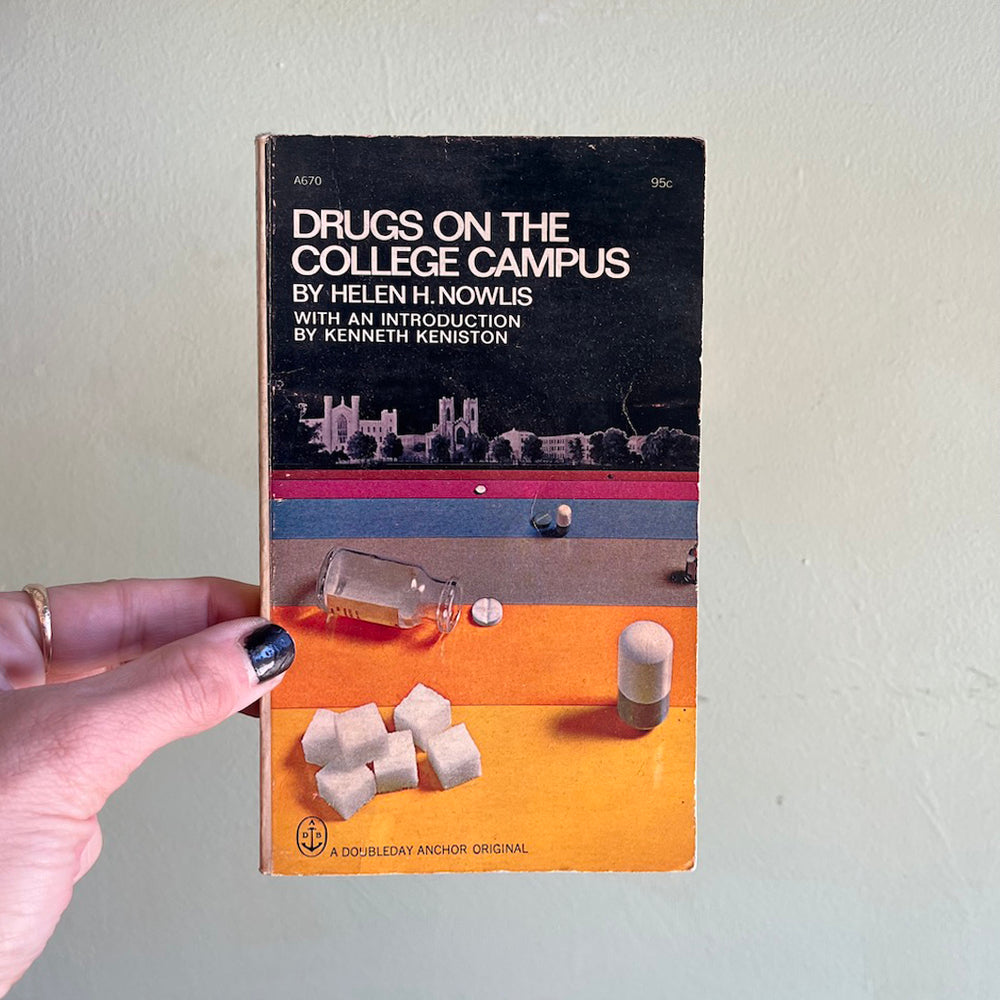 A670
95c
DRUGS ON THE
COLLEGE CAMPUS
BY HELEN H. NOWLIS
WITH AN INTRODUCTION
BY KENNETH KENISTON
A
D B
A DOUBLEDAY ANCHOR ORIGINAL